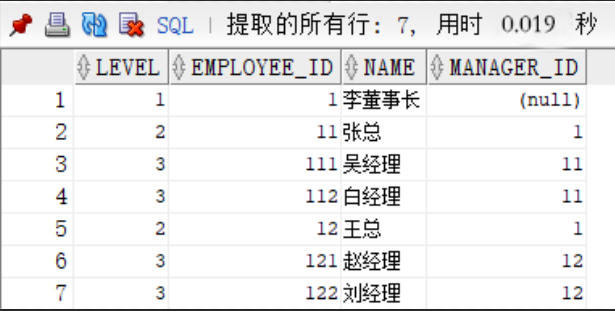 SQL | 提取的所有行: 7, 用时 0.019 秒
LEVEL EMPLOYEE_ID NAME MANAGER_ID
1 1 1 李董事长 (null)
2 2 11 张总 1
3 3 111 吴经理 11
4 3 112 白经理 11
5 2 12 王总 1
6 3 121 赵经理 12
7 3 122 刘经理 12